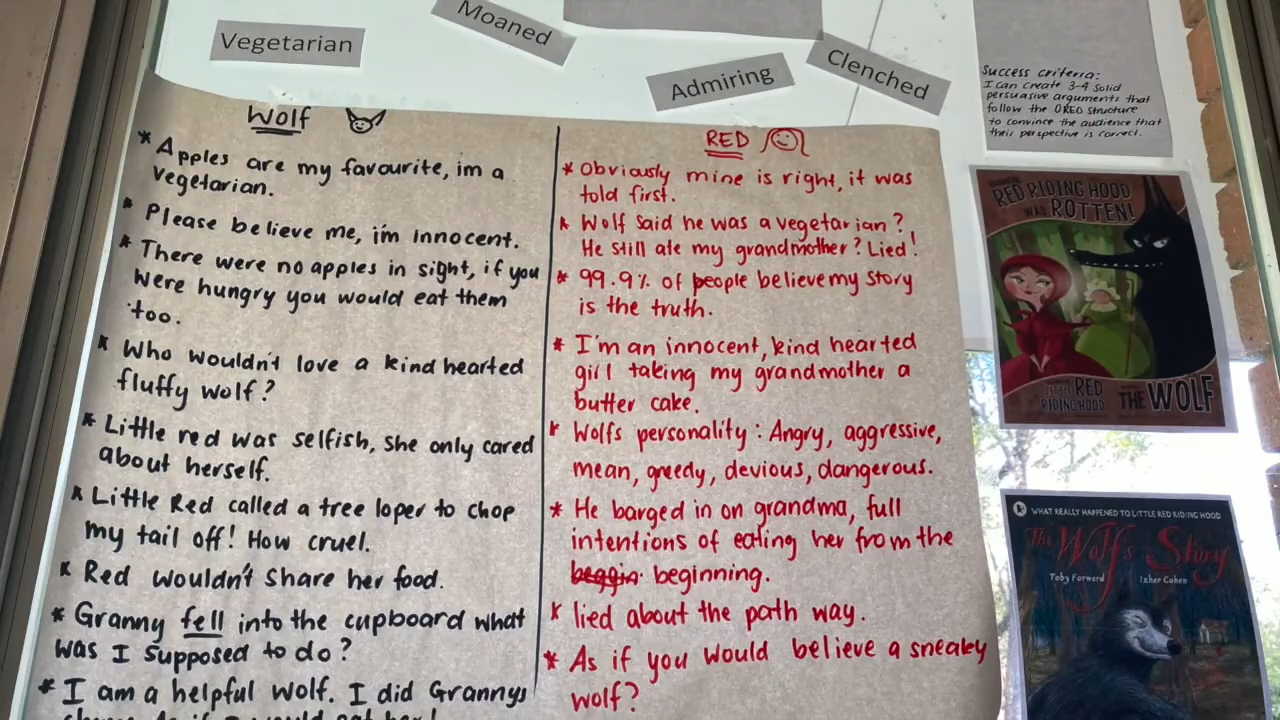 Vegetarian
Moaned
Admiring
Clenched
Success criteria:
I can create 3-4 solid
persuasive arguments that
follow the OREO structure
to convince the audience that
their perspective is correct.
Wolf
* Apples are my favourite, im a
vegetarian.
* Please believe me, i'm innocent.
* There were no apples in sight, if you
were hungry you would eat them
too.
* Who wouldn't love a kind hearted
fluffy wolf?
* Little red was selfish, she only cared
about herself.
* Little Red called a tree loper to chop
my tail off! How cruel.
* Red wouldn't share her food.
* Granny fell into the cupboard what
was I supposed to do?
* I am a helpful wolf. I did Grannys
RED
* Obviously mine is right, it was
told first.
* Wolf said he was a vegetarian?
He still ate my grandmother? Lied!
* 99.9% of people believe my story
is the truth.
* I'm an innocent, kind hearted
girl taking my grandmother a
butter cake.
* Wolfs personality: Angry, aggressive,
mean, greedy, devious, dangerous.
* He barged in on grandma, full
intentions of eating her from the
beggin beginning.
* lied about the path way.
* As if you would believe a sneaky
wolf?
RED RIDING HOOD
WAS ROTTEN!
RED
RIDING HOOD
THE WOLF
WHAT REALLY HAPPENED TO LITTLE RED RIDING HOOD
The Wolf's Story
Toby Forward Izhar Cohen